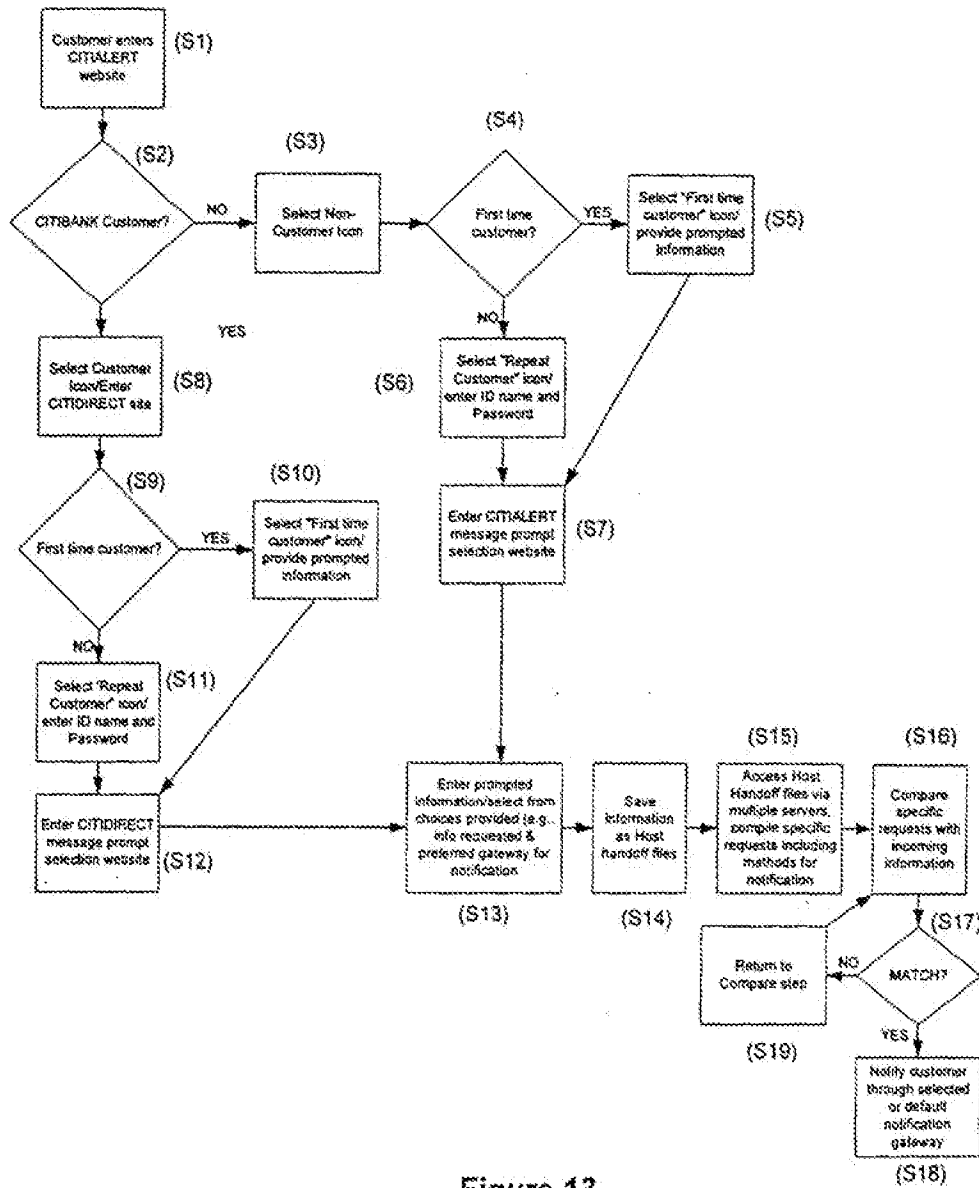 Customer enters
CITIALERT
website
(S1)
(S2)
CITIBANK Customer?
NO
(S3)
Select Non-
Customer Icon
(S4)
First time
customer?
YES
Select "First time
customer" icon/
provide prompted
information
(S5)
NO
YES
Select Customer
Icon/Enter
CITIDIRECT site
(S8)
(S6)
Select "Repeat
Customer" icon/
enter ID name and
Password
(S9)
First time customer?
YES
(S10)
Select "First time
customer" icon/
provide prompted
information
Enter CITIALERT
message prompt
selection website
(S7)
NO
Select "Repeat
Customer" icon/
enter ID name and
Password
(S11)
Enter CITIDIRECT
message prompt
selection website
(S12)
Enter prompted
information/select from
choices provided (e.g.,
info requested &
preferred gateway for
notification
(S13)
Save
information
as Host
handoff files
(S14)
(S15)
Access Host
Handoff files via
multiple servers,
compile specific
requests including
methods for
notification
(S16)
Compare
specific
requests with
incoming
information
(S17)
MATCH?
NO
Return to
Compare step
(S19)
YES
Notify customer
through selected
or default
notification
gateway
(S18)